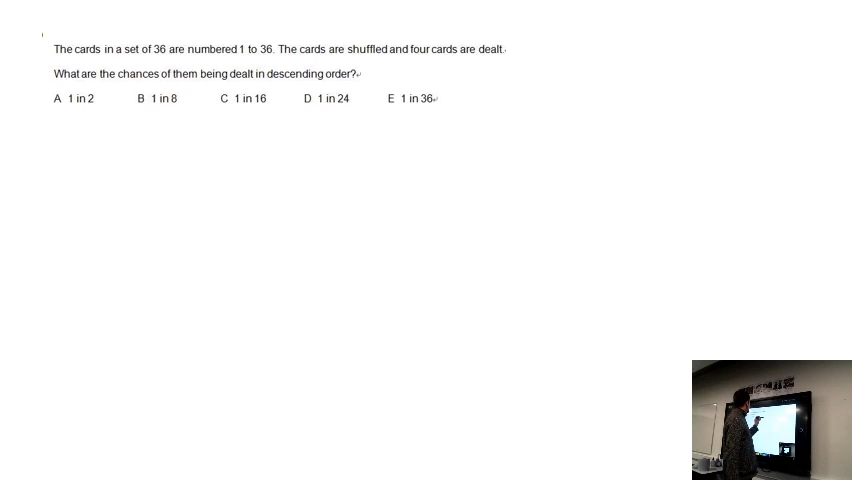 The cards in a set of 36 are numbered 1 to 36. The cards are shuffled and four cards are dealt.
What are the chances of them being dealt in descending order?
A 1 in 2 B 1 in 8 C 1 in 16 D 1 in 24 E 1 in 36